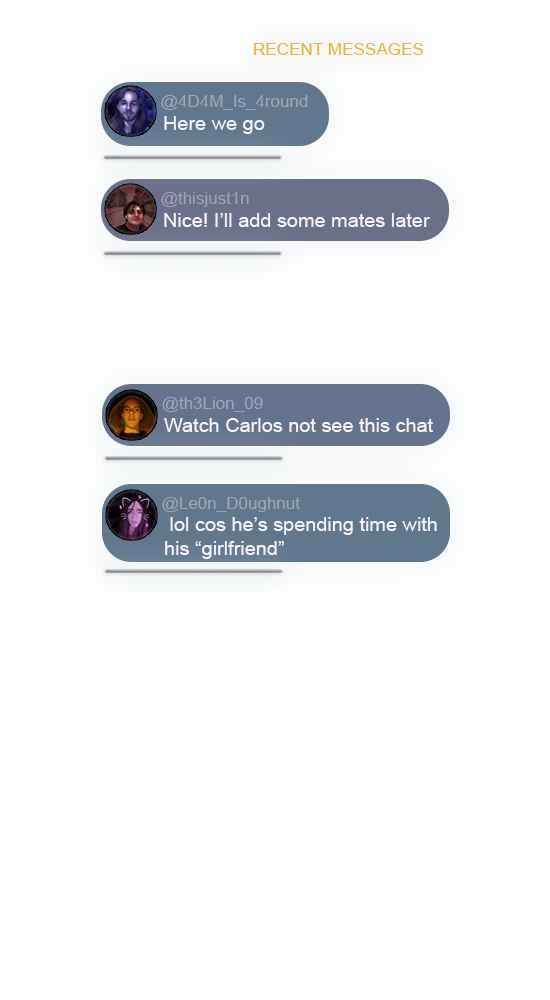 RECENT MESSAGES
@4D4M_Is_4round
Here we go
@thisjust1n
Nice! I’ll add some mates later
@th3Lion_09
Watch Carlos not see this chat
@Le0n_D0ughnut
lol cos he’s spending time with
his “girlfriend”